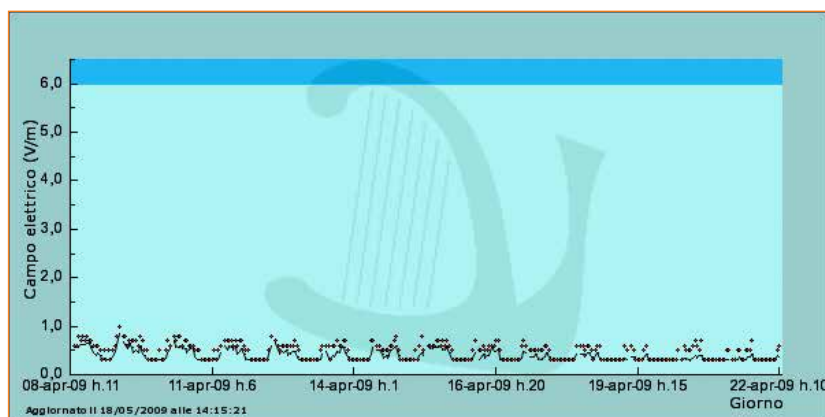 6,0
5,0
4,0
3,0
2,0
1,0
0,0
Campo elettrico (V/m)
08-apr-09 h.11 11-apr-09 h.6 14-apr-09 h.1 16-apr-09 h.20 19-apr-09 h.15 22-apr-09 h.10
Giorno
Aggiornato il 18/05/2009 alle 14:15:21